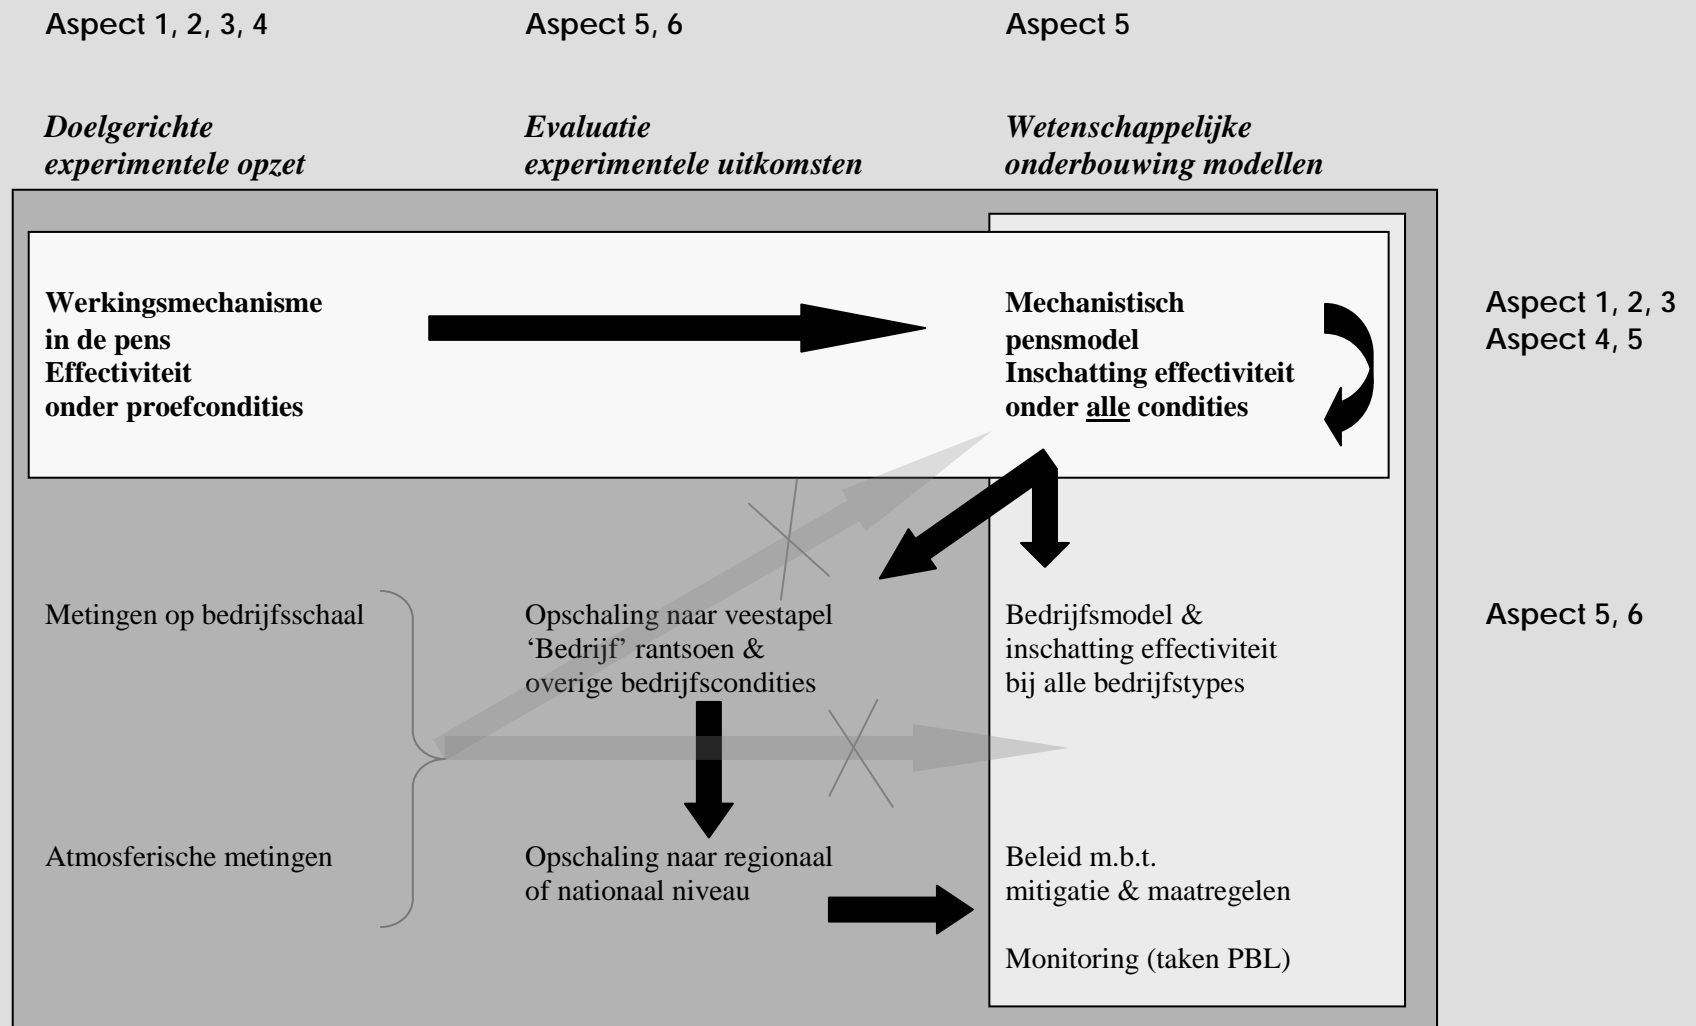 Aspect 1, 2, 3, 4
Aspect 5, 6
Aspect 5
Doelgerichte
experimentele opzet
Evaluatie
experimentele uitkomsten
Wetenschappelijke
onderbouwing modellen
Werkingsmechanisme
in de pens
Effectiviteit
onder proefcondities
Mechanistisch
pensmodel
Inschatting effectiviteit
onder alle condities
Aspect 1, 2, 3
Aspect 4, 5
Metingen op bedrijfsschaal
Opschaling naar veestapel
‘Bedrijf’ rantsoen &
overige bedrijfscondities
Bedrijfsmodel &
inschatting effectiviteit
bij alle bedrijfstypes
Aspect 5, 6
Atmosferische metingen
Opschaling naar regionaal
of nationaal niveau
Beleid m.b.t.
mitigatie & maatregelen
Monitoring (taken PBL)